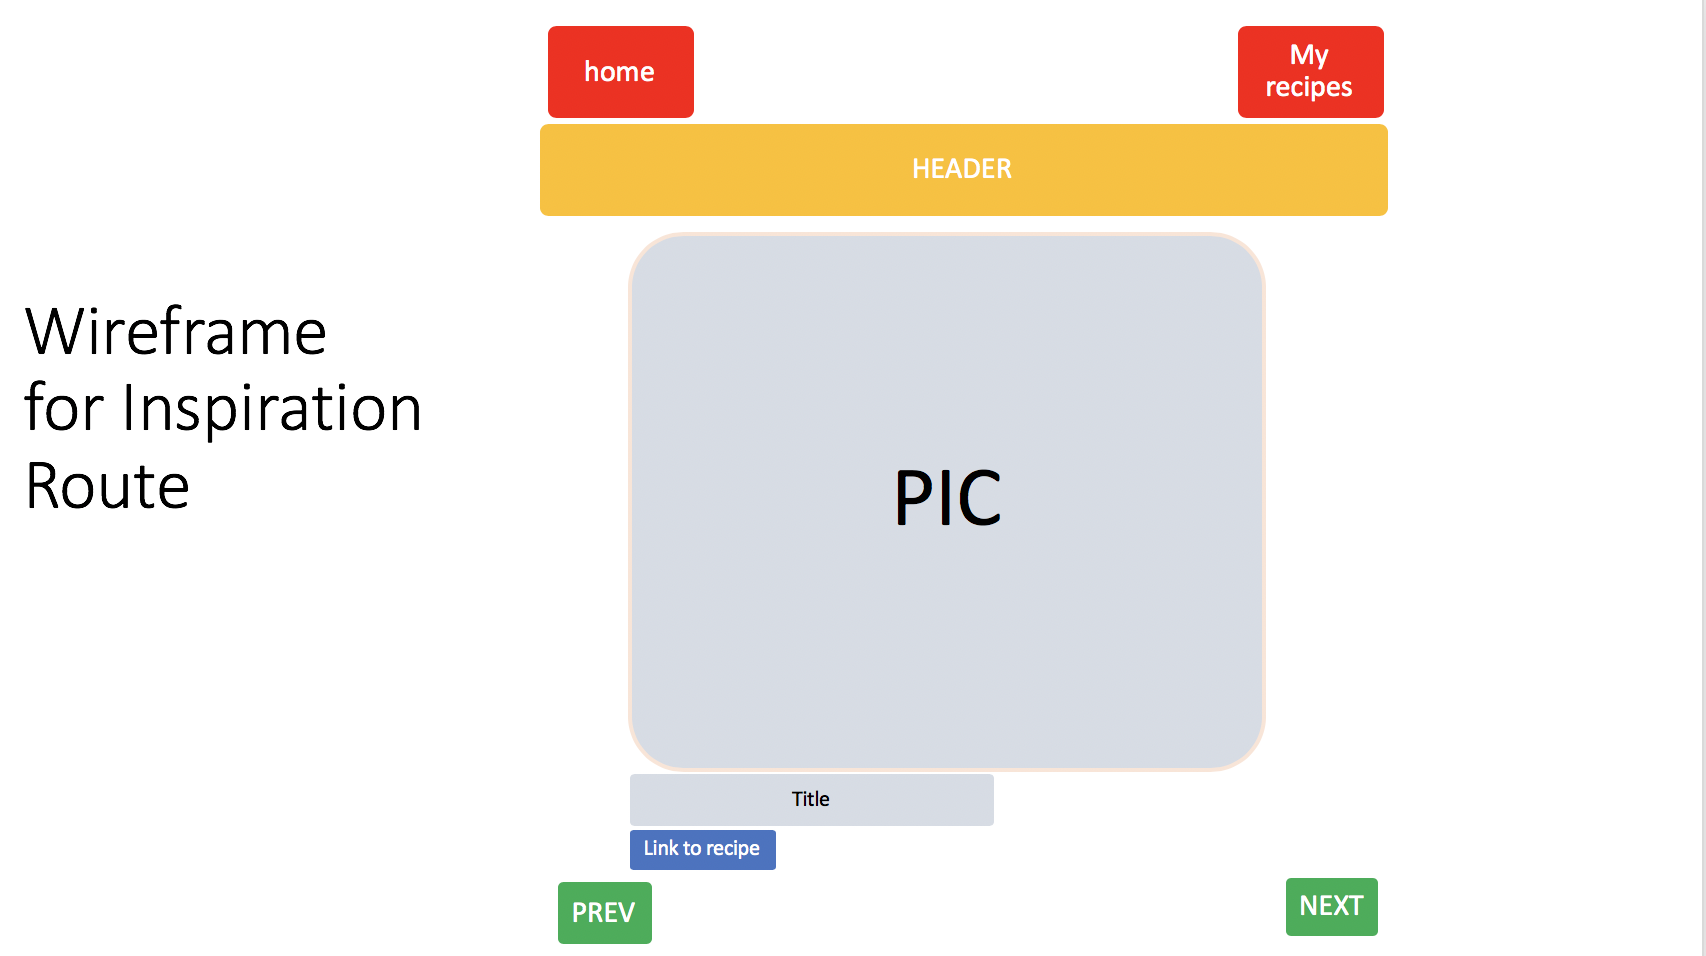 home
My
recipes
HEADER
Wireframe
for Inspiration
Route
PIC
Title
Link to recipe
PREV
NEXT